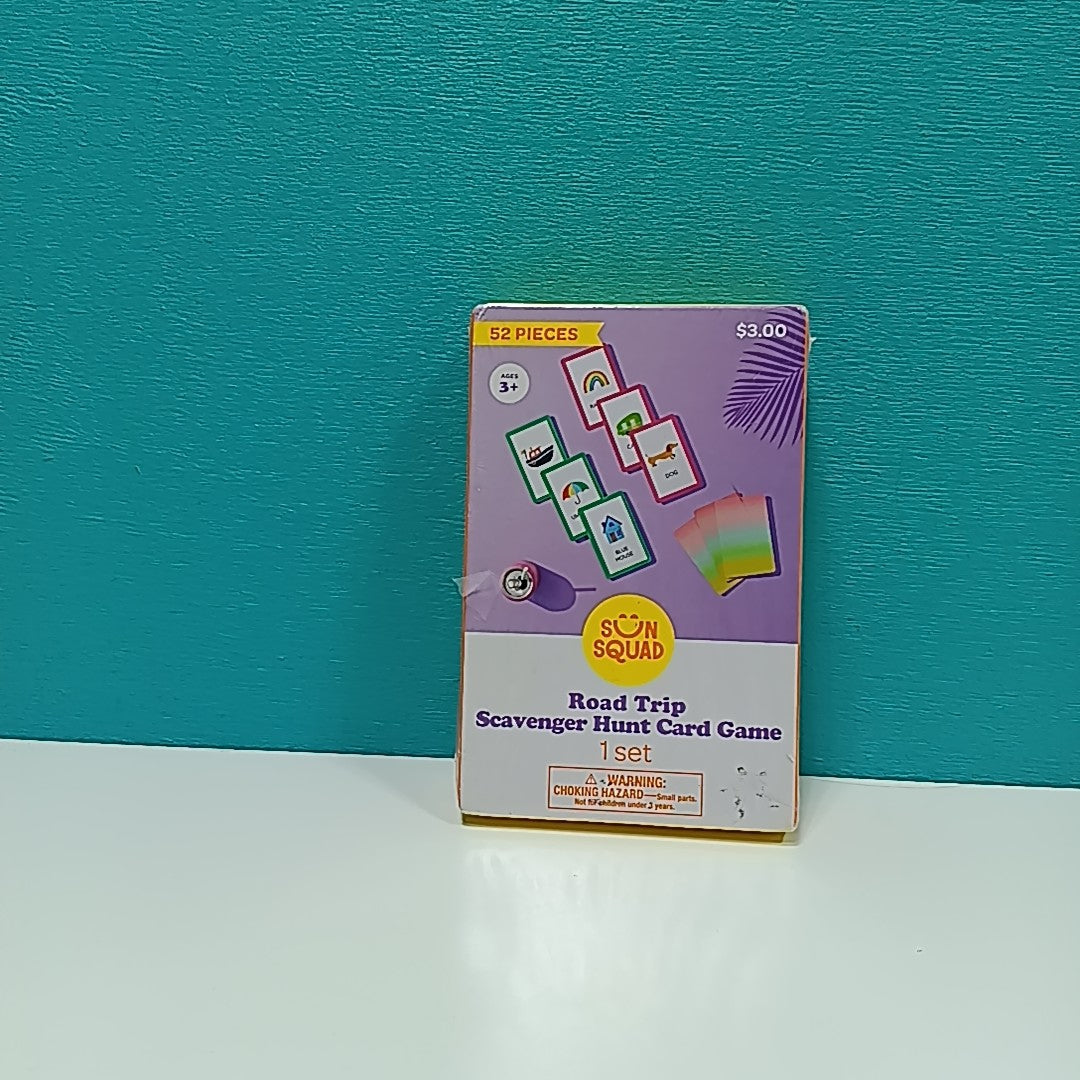 52 PIECES
$3.00
AGES
3+
DOG
BLUE
HOUSE
SUN
SQUAD
Road Trip
Scavenger Hunt Card Game
1 set
WARNING:
CHOKING HAZARD—Small parts.
Not for children under 3 years.